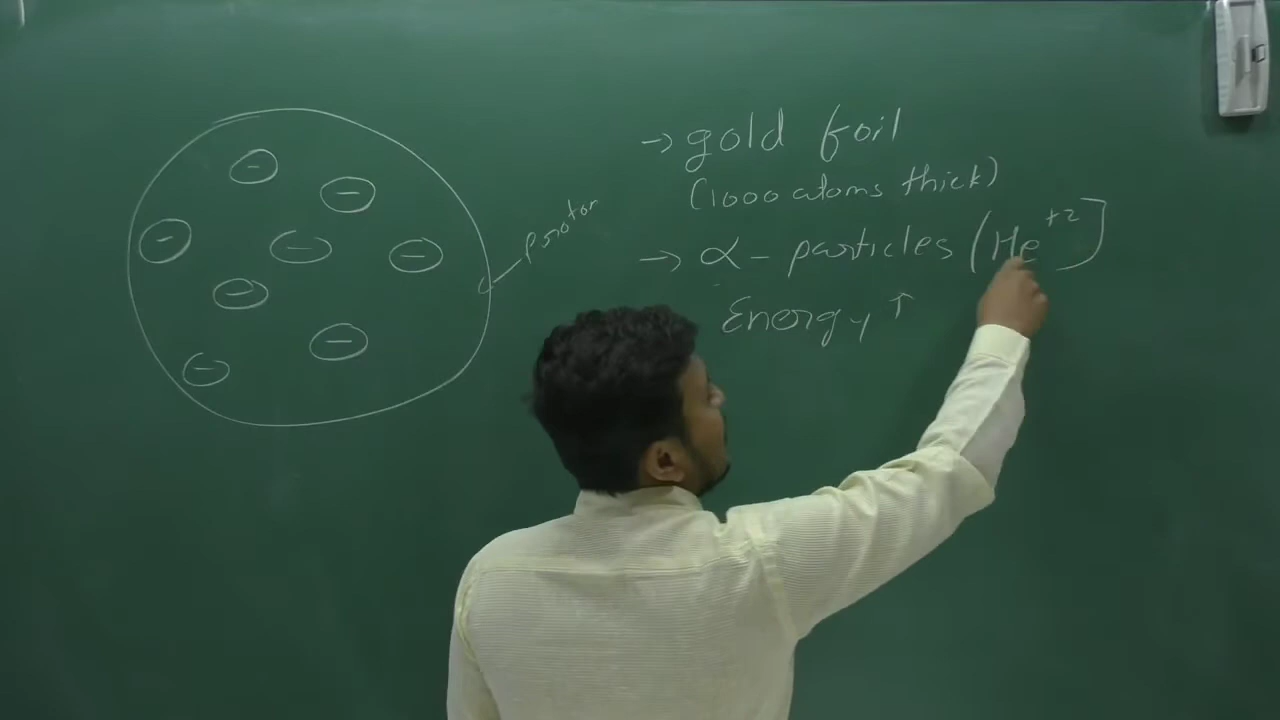 → gold foil
(1000 atoms thick)
→ α - particles (He+2)
Energy ↑
proton
- - - - - - - -